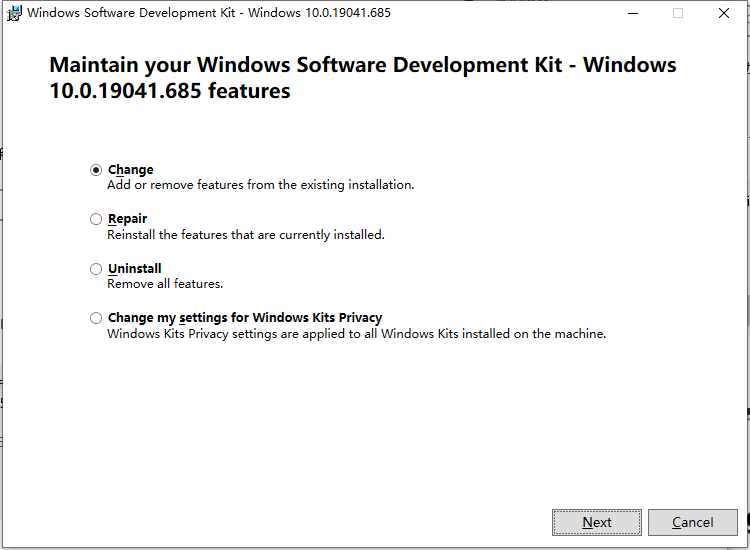 Windows Software Development Kit - Windows 10.0.19041.685
Maintain your Windows Software Development Kit - Windows
10.0.19041.685 features
Change
Add or remove features from the existing installation.
Repair
Reinstall the features that are currently installed.
Uninstall
Remove all features.
Change my settings for Windows Kits Privacy
Windows Kits Privacy settings are applied to all Windows Kits installed on the machine.
Next
Cancel